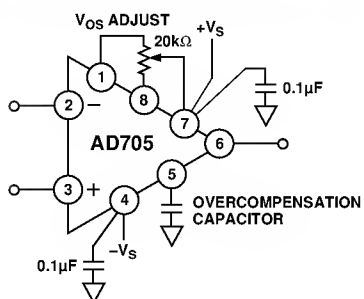 V_OS ADJUST
20kΩ
+V_S
1
0.1µF
8
7
2
−
AD705
6
5
3
+
OVERCOMPENSATION
CAPACITOR
4
−V_S
0.1µF